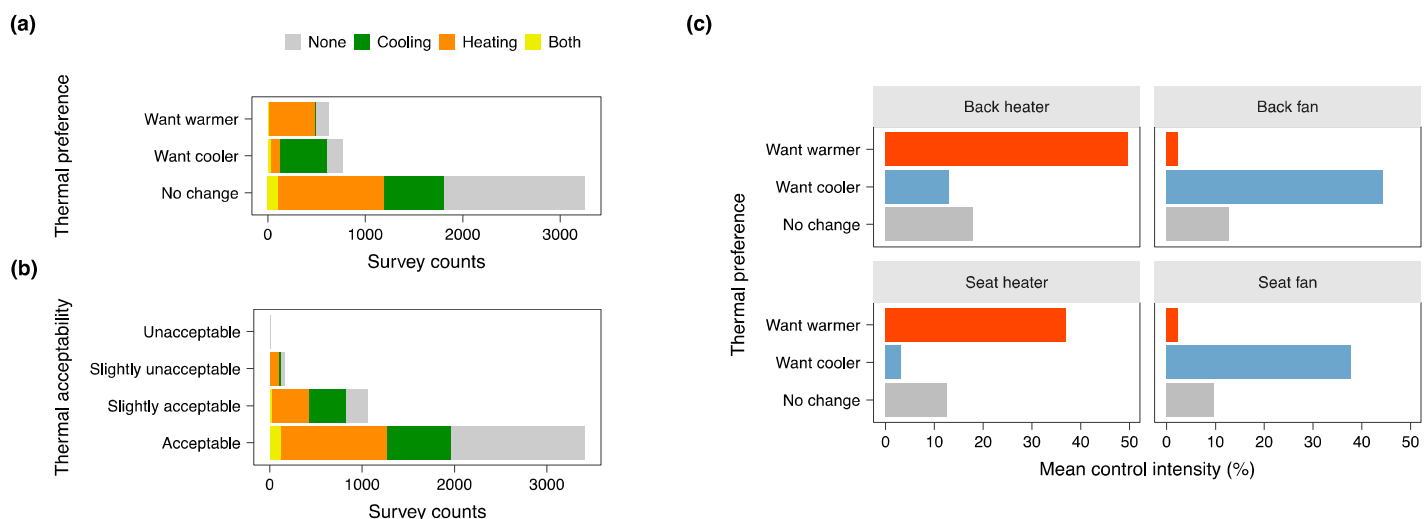 (a)
None Cooling Heating Both
Thermal preference
Want warmer
Want cooler
No change
0 1000 2000 3000
Survey counts
(b)
Thermal acceptability
Unacceptable
Slightly unacceptable
Slightly acceptable
Acceptable
0 1000 2000 3000
Survey counts
(c)
Thermal preference
Back heater Back fan
Want warmer
Want cooler
No change
Seat heater Seat fan
Want warmer
Want cooler
No change
0 10 20 30 40 50 0 10 20 30 40 50
Mean control intensity (%)